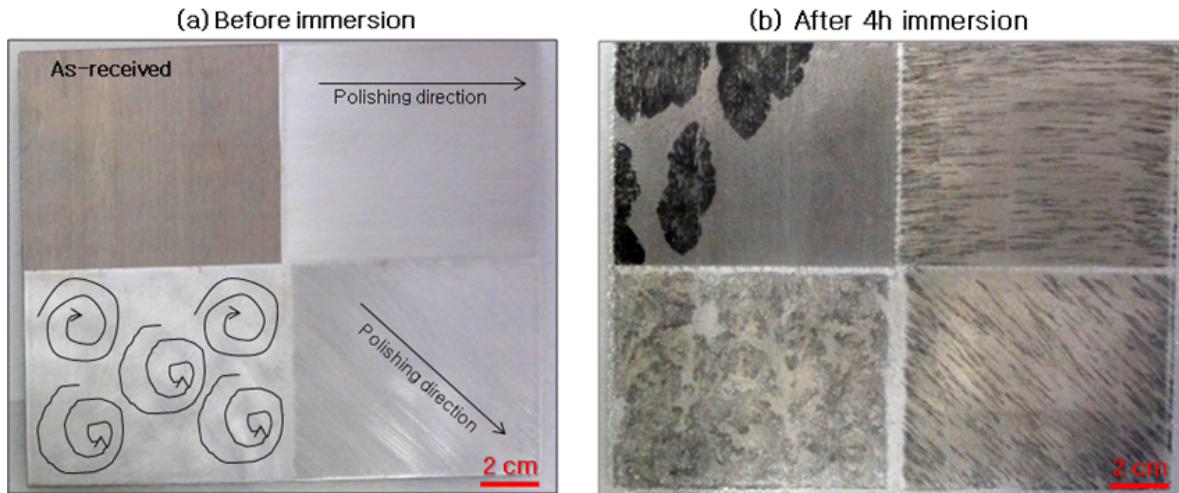 (a) Before immersion
(b) After 4h immersion
As-received
Polishing direction
Polishing direction
2 cm
2 cm